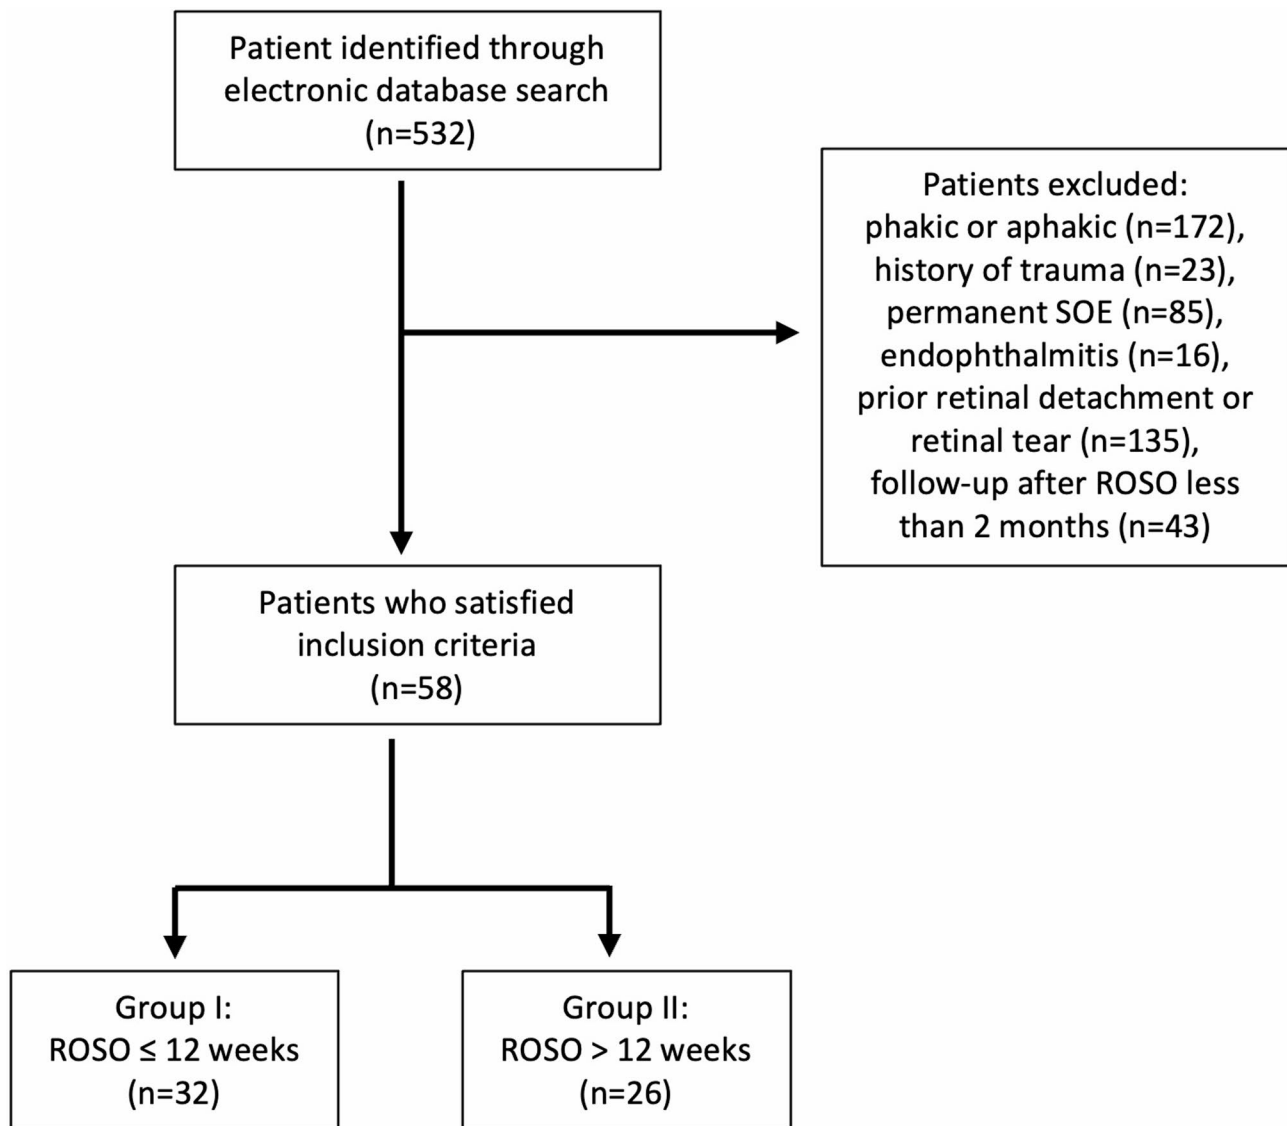 Patient identified through
electronic database search
(n=532)
Patients excluded:
phakic or aphakic (n=172),
history of trauma (n=23),
permanent SOE (n=85),
endophthalmitis (n=16),
prior retinal detachment or
retinal tear (n=135),
follow-up after ROSO less
than 2 months (n=43)
Patients who satisfied
inclusion criteria
(n=58)
Group I:
ROSO ≤ 12 weeks
(n=32)
Group II:
ROSO > 12 weeks
(n=26)